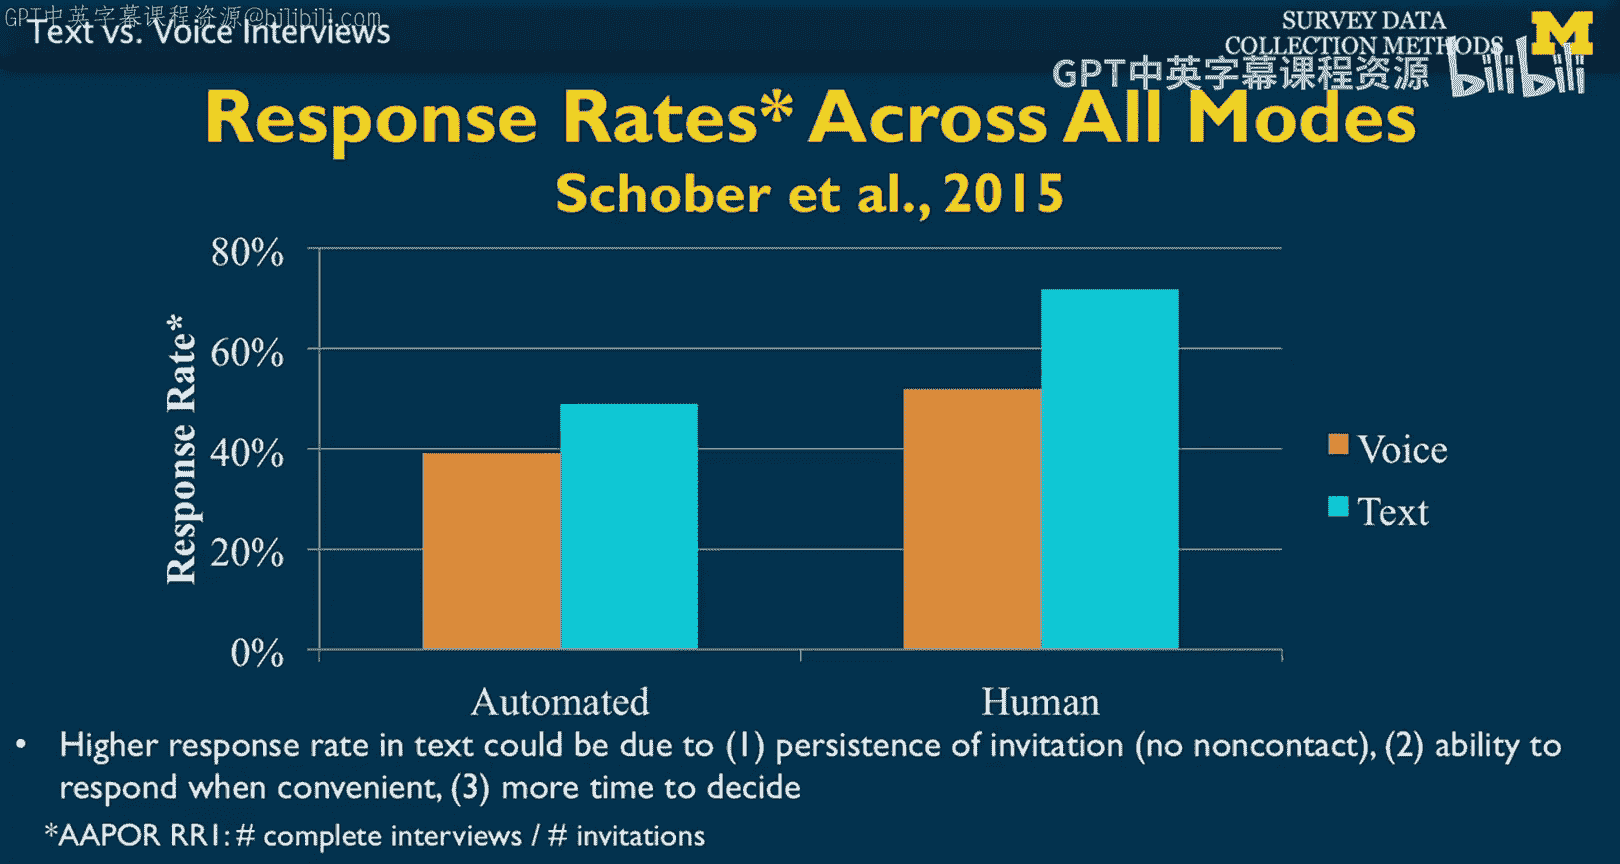 GPT中英字幕课程资源@bilibili.com
Text vs. Voice Interviews
SURVEY DATA
COLLECTION METHODS
M
GPT中英字幕课程资源 bilibili
Response Rates* Across All Modes
Schober et al., 2015
Response Rate*
80%
60%
40%
20%
0%
Automated
Human
Voice
Text
• Higher response rate in text could be due to (1) persistence of invitation (no noncontact), (2) ability to
respond when convenient, (3) more time to decide
*AAPOR RR1: # complete interviews / # invitations